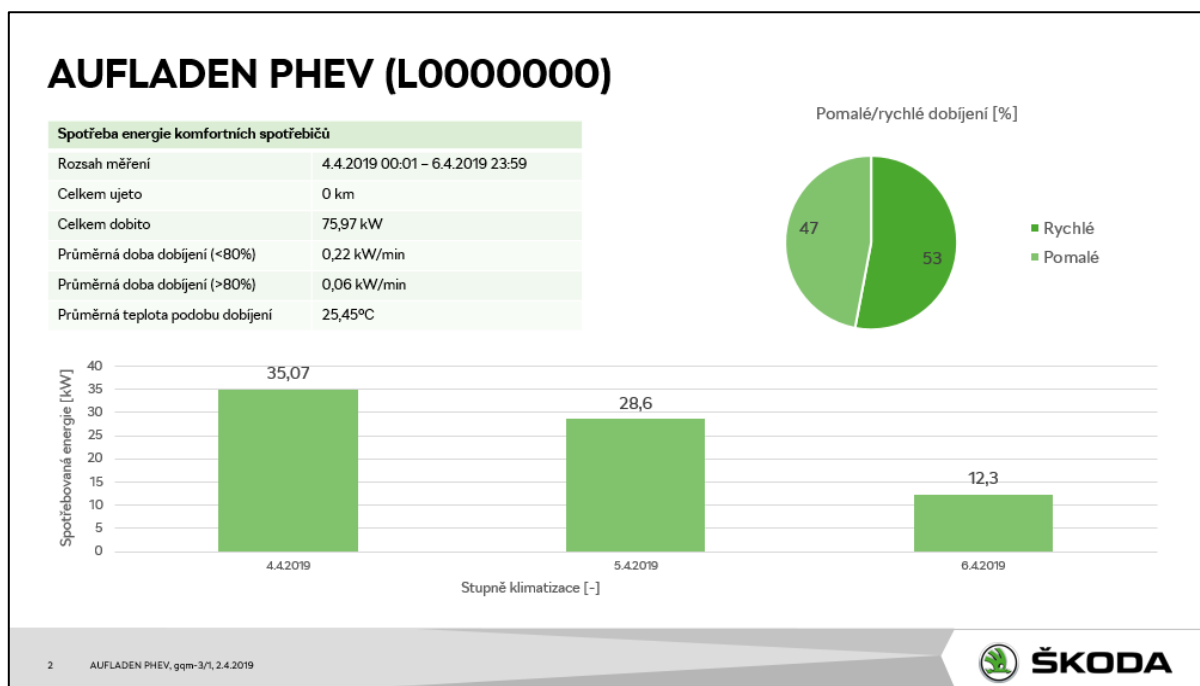 AUFLADEN PHEV (L0000000)
Spotřeba energie komfortních spotřebičů
Rozsah měření 4.4.2019 00:01 – 6.4.2019 23:59
Celkem ujeto 0 km
Celkem dobito 75,97 kW
Průměrná doba dobíjení (<80%) 0,22 kW/min
Průměrná doba dobíjení (>80%) 0,06 kW/min
Průměrná teplota podobu dobíjení 25,45ºC
Pomalé/rychlé dobíjení [%]
47
53
Rychlé
Pomalé
Spotřebovaná energie [kW]
40
35
30
25
20
15
10
5
0
35,07
28,6
12,3
4.4.2019
5.4.2019
6.4.2019
Stupně klimatizace [-]
2 AUFLADEN PHEV, gqm-3/1, 2.4.2019
ŠKODA